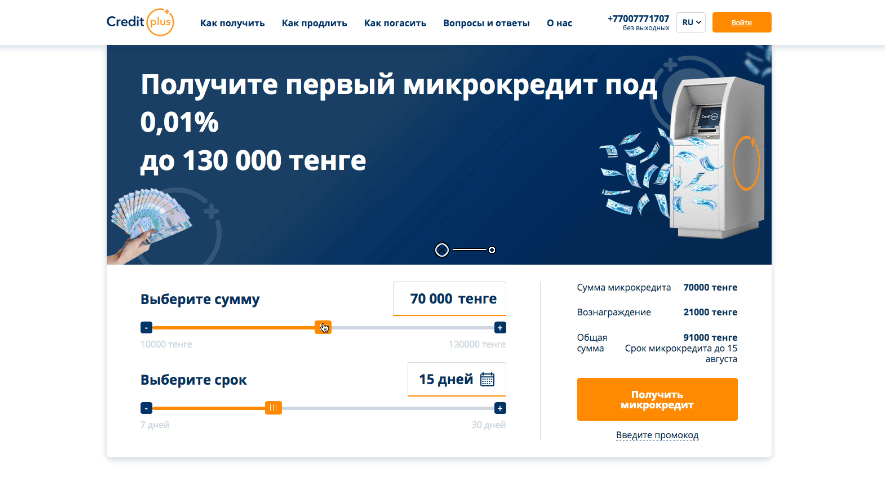 Credit plus
Как получить Как продлить Как погасить Вопросы и ответы О нас
+77007771707
без выходных
RU
Войти
Получите первый микрокредит под
0,01%
до 130 000 тенге
Выберите сумму
70 000 тенге
- +
10000 тенге 130000 тенге
Выберите срок
15 дней
- +
7 дней 30 дней
Сумма микрокредита 70000 тенге
Вознаграждение 21000 тенге
Общая сумма 91000 тенге
Срок микрокредита до 15
августа
Получить
микрокредит
Введите промокод